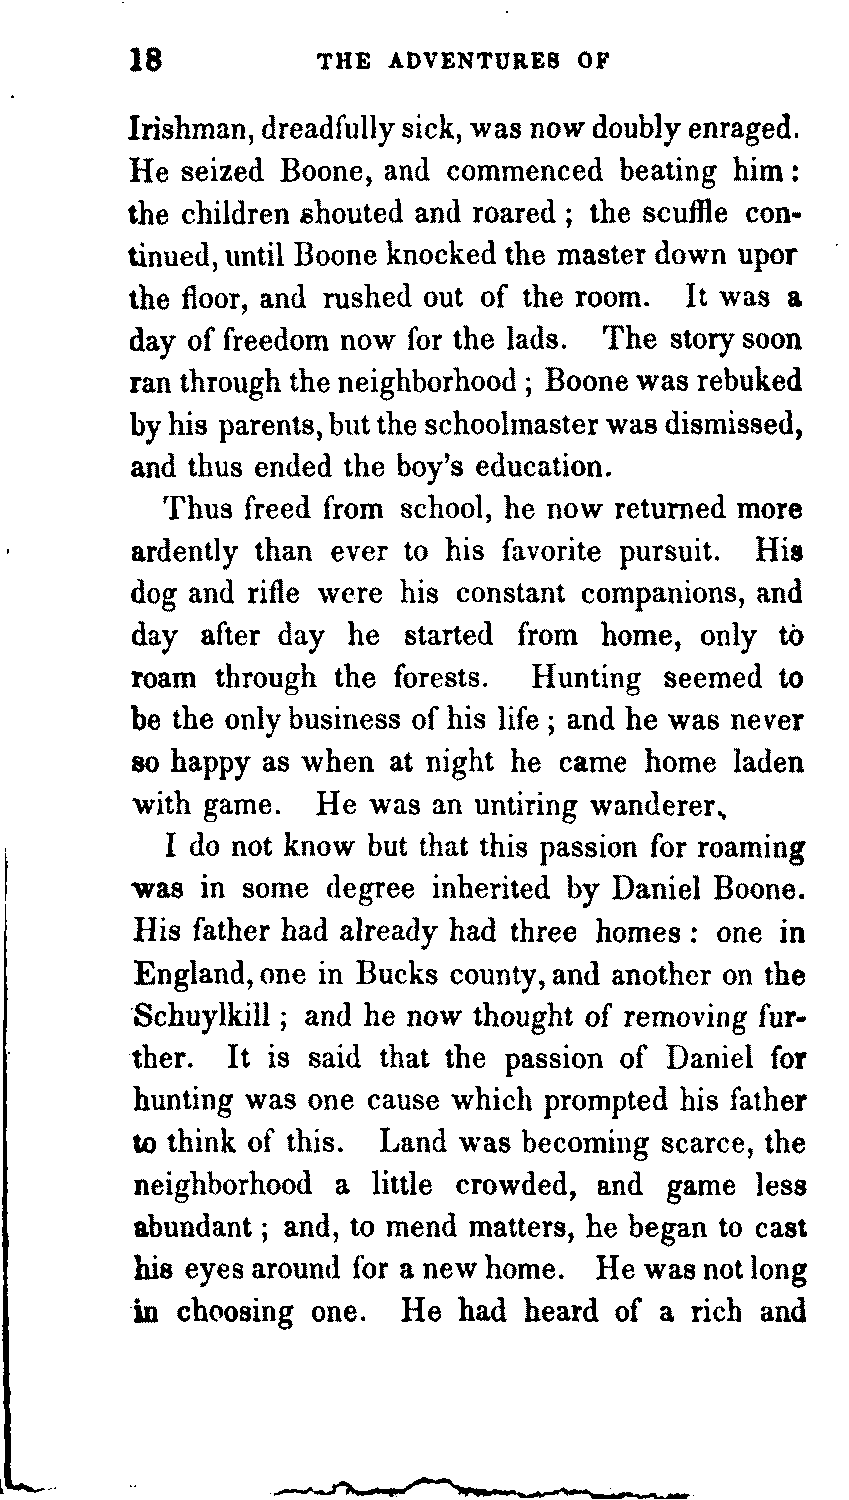 18 THE ADVENTURES OF
Irishman, dreadfully sick, was now doubly enraged.
He seized Boone, and commenced beating him :
the children shouted and roared ; the scuffle con-
tinued, until Boone knocked the master down upor
the floor, and rushed out of the room. It was a
day of freedom now for the lads. The story soon
ran through the neighborhood ; Boone was rebuked
by his parents, but the schoolmaster was dismissed,
and thus ended the boy's education.
Thus freed from school, he now returned more
ardently than ever to his favorite pursuit. His
dog and rifle were his constant companions, and
day after day he started from home, only to
roam through the forests. Hunting seemed to
be the only business of his life ; and he was never
so happy as when at night he came home laden
with game. He was an untiring wanderer.
I do not know but that this passion for roaming
was in some degree inherited by Daniel Boone.
His father had already had three homes : one in
England, one in Bucks county, and another on the
Schuylkill ; and he now thought of removing fur-
ther. It is said that the passion of Daniel for
hunting was one cause which prompted his father
to think of this. Land was becoming scarce, the
neighborhood a little crowded, and game less
abundant ; and, to mend matters, he began to cast
his eyes around for a new home. He was not long
in choosing one. He had heard of a rich and